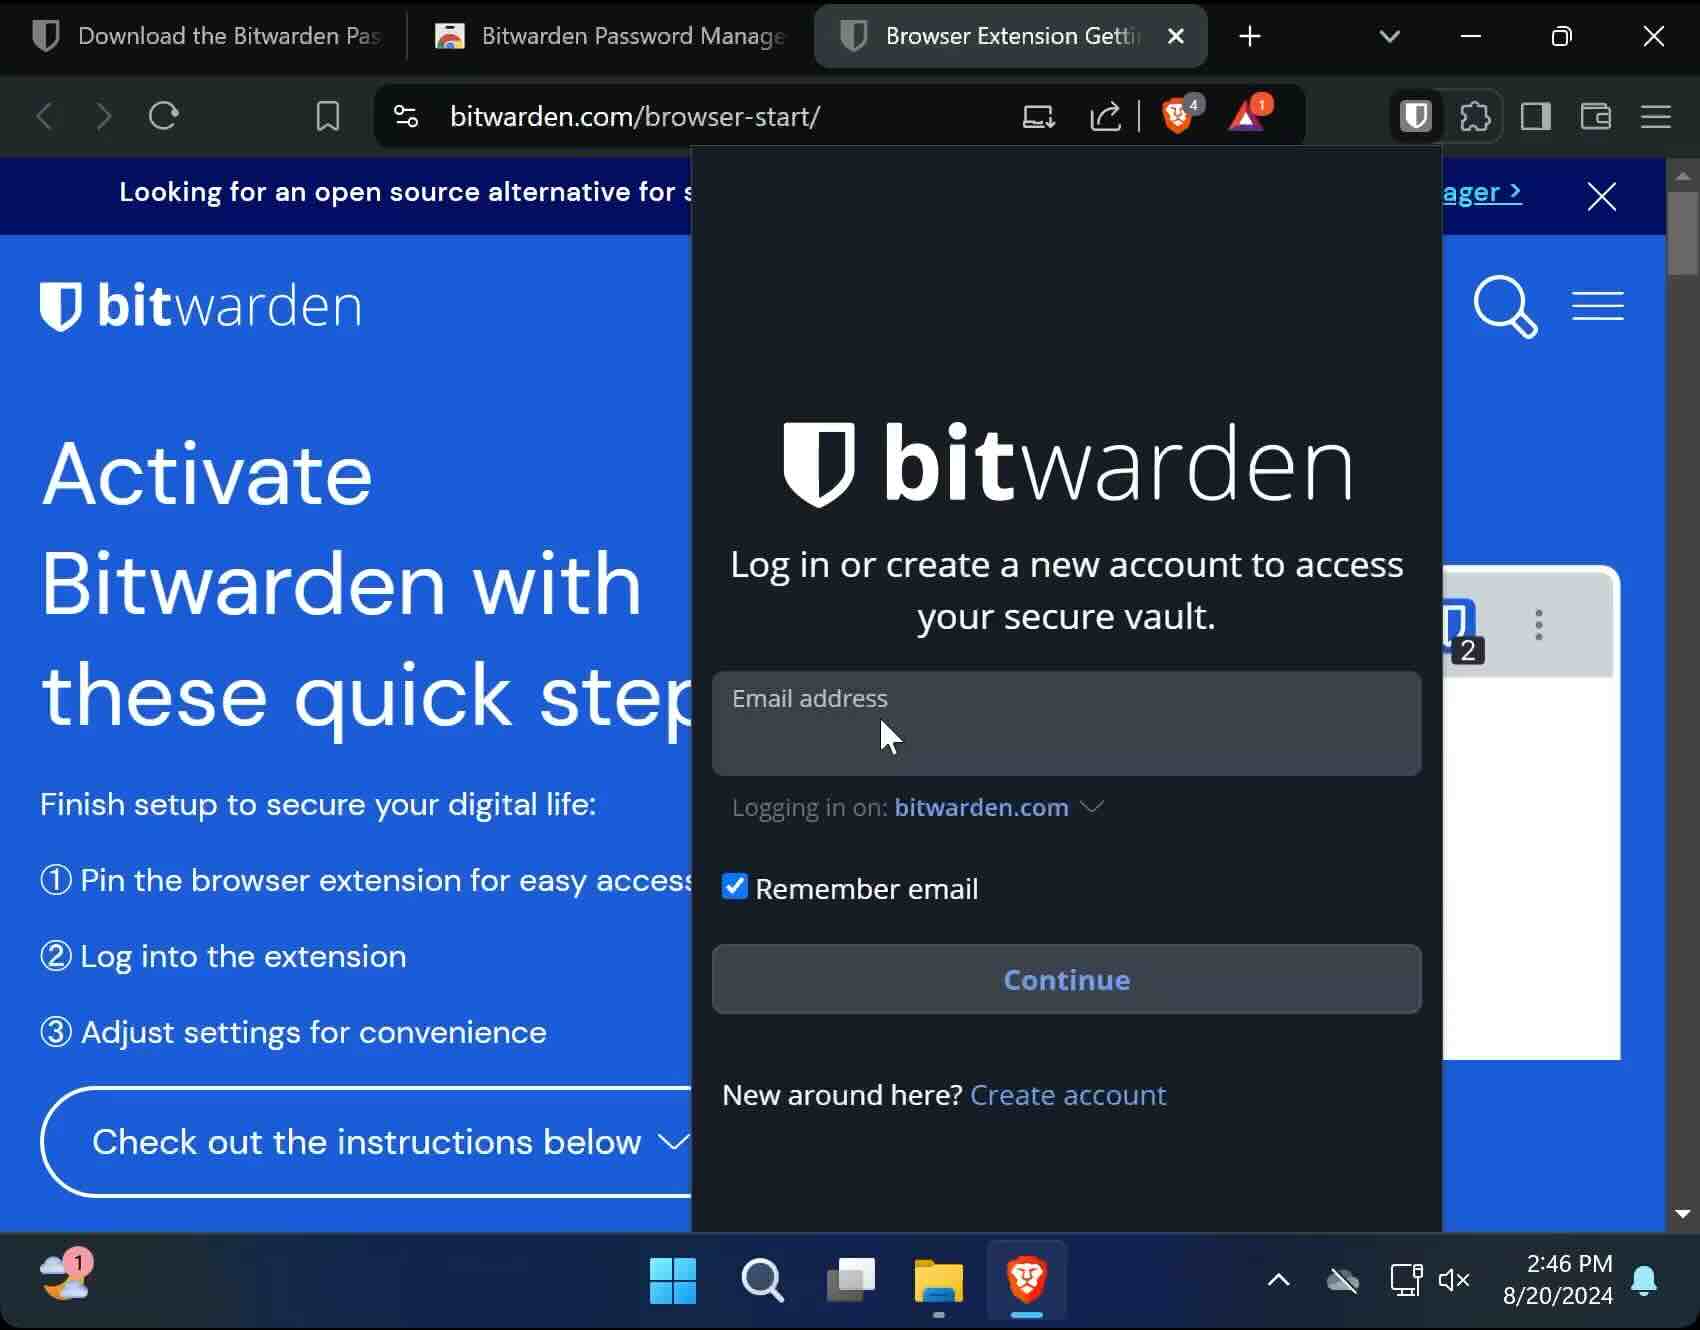 Download the Bitwarden Pas
Bitwarden Password Manage
Browser Extension Getti
bitwarden.com/browser-start/
4
1
Looking for an open source alternative for s
ager >
bitwarden
Activate
Bitwarden with
these quick step
Finish setup to secure your digital life:
① Pin the browser extension for easy access
② Log into the extension
③ Adjust settings for convenience
Check out the instructions below
bitwarden
Log in or create a new account to access
your secure vault.
Email address
Logging in on: bitwarden.com
Remember email
Continue
New around here? Create account
2
1
2:46 PM
8/20/2024